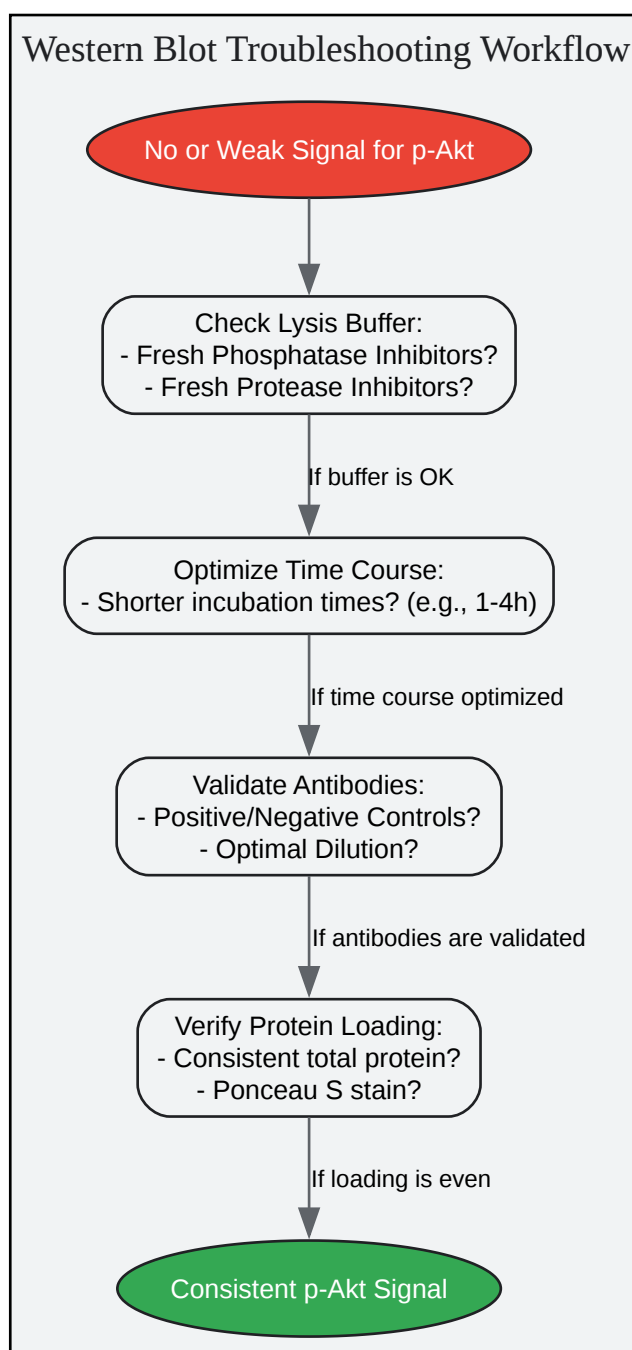 Western Blot Troubleshooting Workflow
No or Weak Signal for p-Akt
Check Lysis Buffer:
- Fresh Phosphatase Inhibitors?
- Fresh Protease Inhibitors?
If buffer is OK
Optimize Time Course:
- Shorter incubation times? (e.g., 1-4h)
If time course optimized
Validate Antibodies:
- Positive/Negative Controls?
- Optimal Dilution?
If antibodies are validated
Verify Protein Loading:
- Consistent total protein?
- Ponceau S stain?
If loading is even
Consistent p-Akt Signal